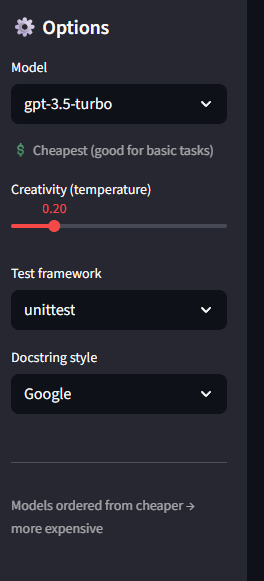 Options
Model
gpt-3.5-turbo
$ Cheapest (good for basic tasks)
Creativity (temperature)
0.20
Test framework
unittest
Docstring style
Google
Models ordered from cheaper →
more expensive